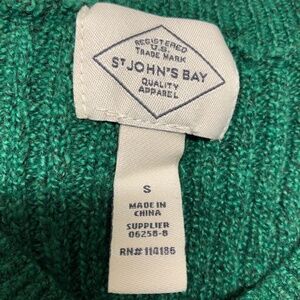 REGISTERED
U.S.
TRADE MARK
ST JOHN'S BAY
QUALITY
APPAREL
S
MADE IN
CHINA
SUPPLIER
06258-8
RN# 114186